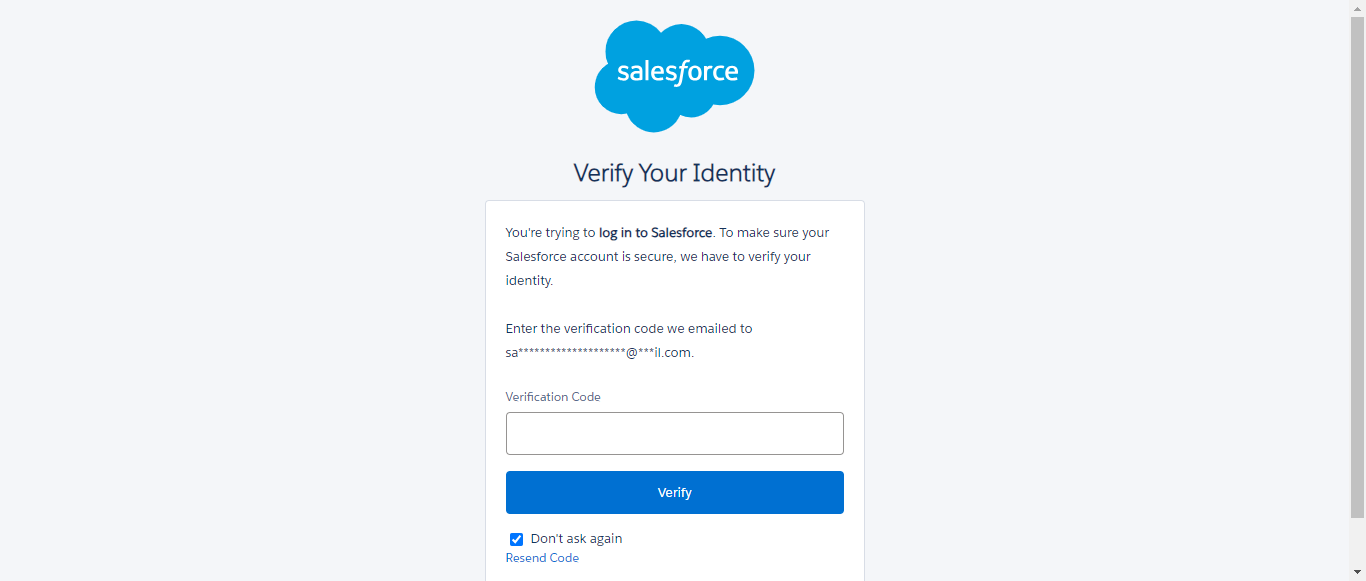 salesforce
Verify Your Identity
You're trying to log in to Salesforce. To make sure your
Salesforce account is secure, we have to verify your
identity.
Enter the verification code we emailed to
sa********************@***il.com.
Verification Code
Verify
Don't ask again
Resend Code